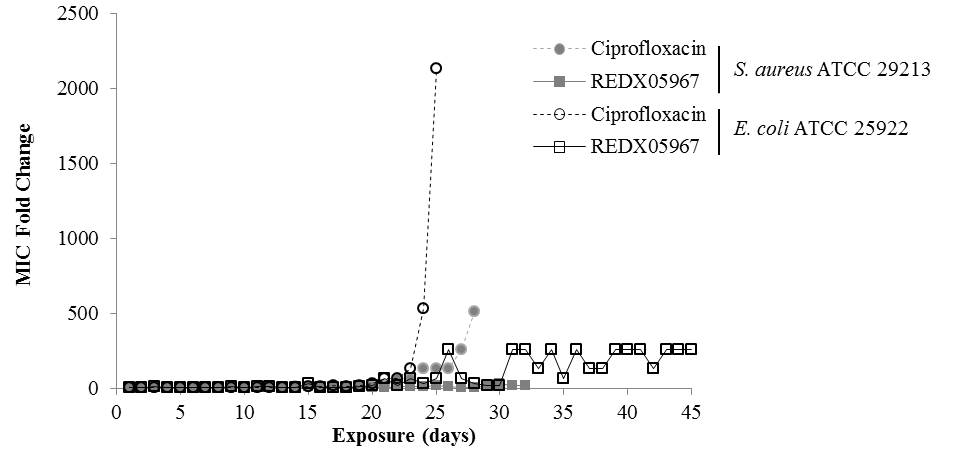 2500
2000
1500
1000
500
0
MIC Fold Change
Ciprofloxacin
REDX05967
S. aureus ATCC 29213
Ciprofloxacin
REDX05967
E. coli ATCC 25922
0 5 10 15 20 25 30 35 40 45
Exposure (days)